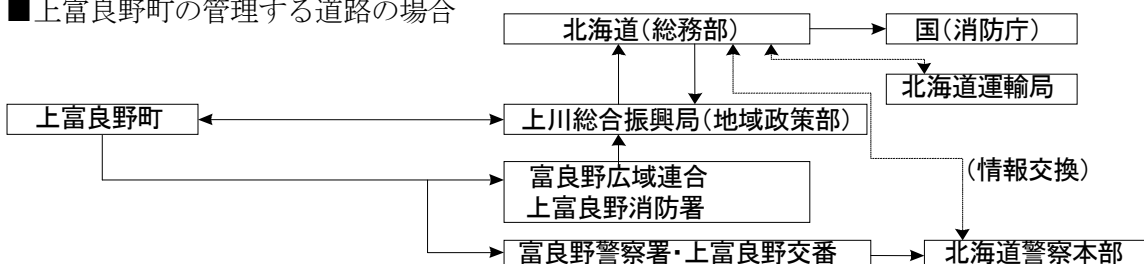 ■上富良野町の管理する道路の場合
北海道(総務部)
国(消防庁)
北海道運輸局
上富良野町
上川総合振興局(地域政策部)
富良野広域連合
上富良野消防署
(情報交換)
富良野警察署・上富良野交番
北海道警察本部